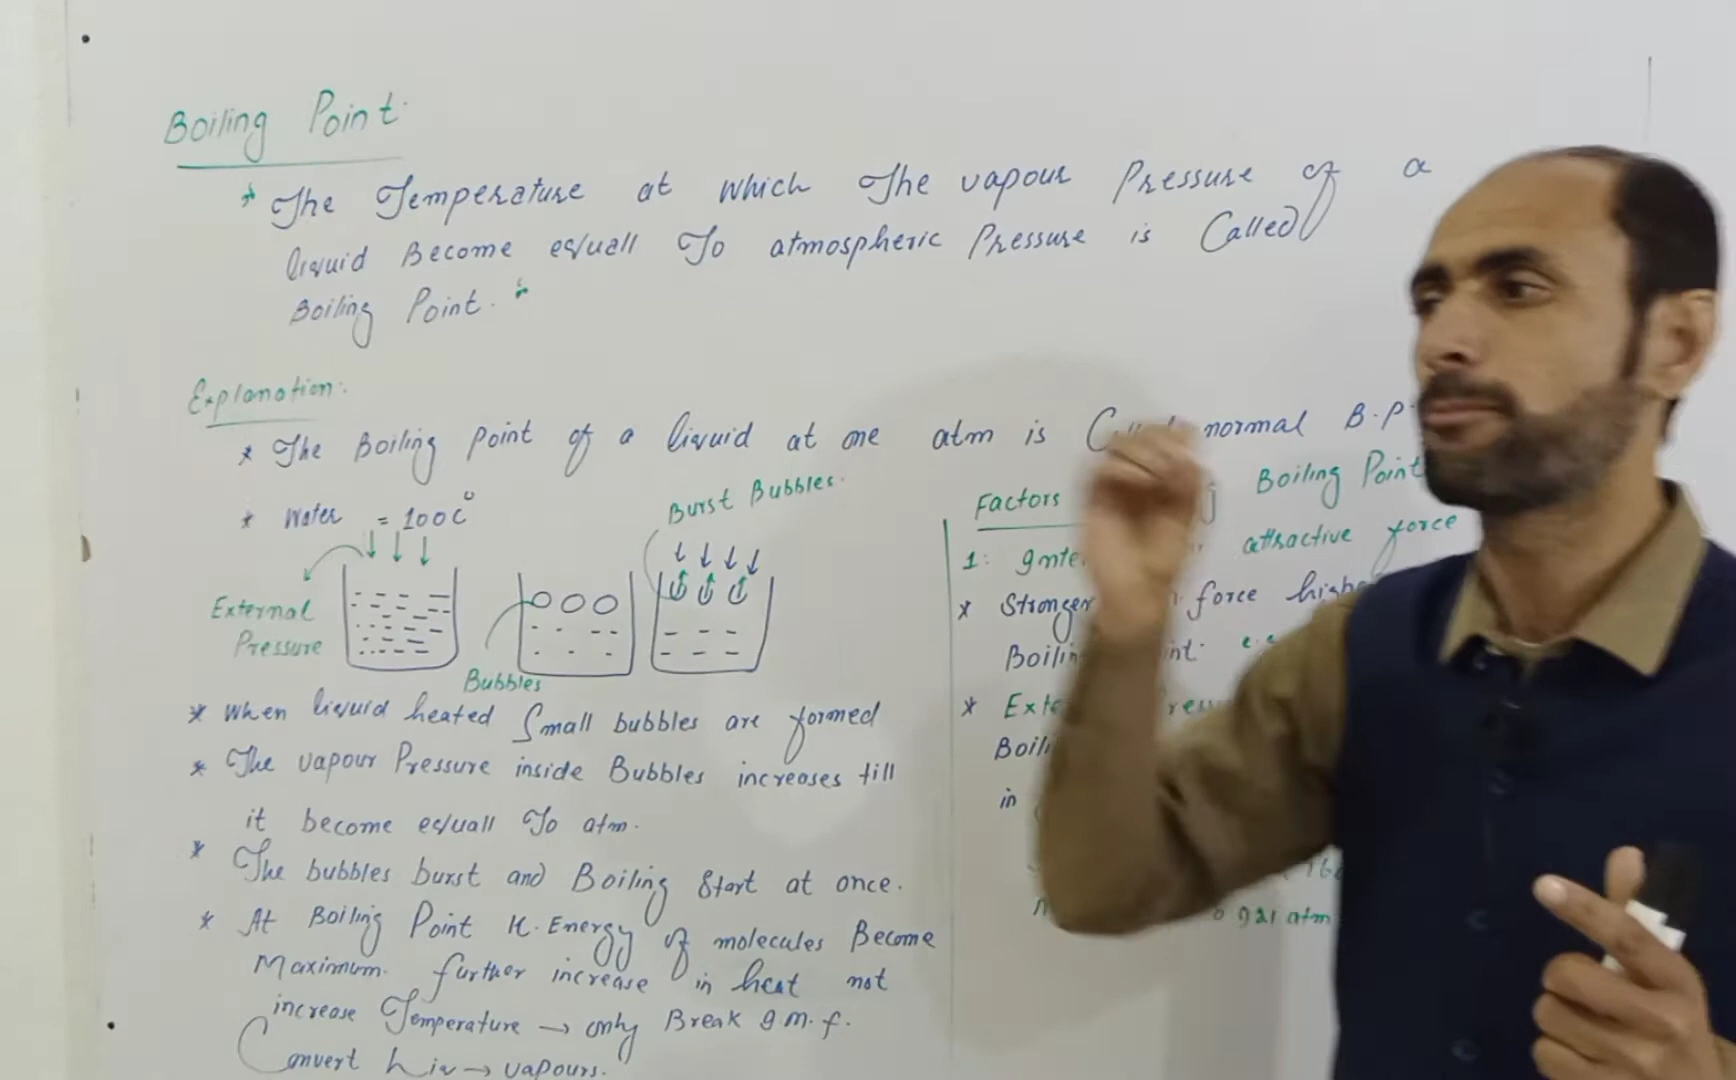 Boiling Point.
* The Temperature at which The vapour Pressure of a
liquid Become equall To atmospheric Pressure is Called
Boiling Point.
Explanation:
* The Boiling point of a liquid at one atm is normal B.P.
* Water = 100 C°
External
Pressure
Bubbles
Burst Bubbles.
* When liquid heated Small bubbles are formed
* The vapour Pressure inside Bubbles increases till
it become equall To atm.
* The bubbles burst and Boiling Start at once.
* At Boiling Point K.Energy of molecules Become
Maximum. further increase in heat not
increase Temperature → only Break I.m.f.
Convert Liq → vapours.
Factors Boiling Point
1: attractive force
* Stronger force
e.g
*
in
0 921 atm